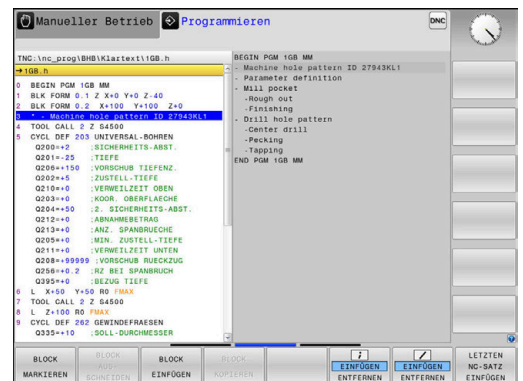 Manueller Betrieb
Programmieren
DNC
TNC:\nc_prog\BHB\Klartext\1GB.h
→1GB.h
0 BEGIN PGM 1GB MM
1 BLK FORM 0.1 Z X+0 Y+0 Z-40
2 BLK FORM 0.2 X+100 Y+100 Z+0
3 * - Machine hole pattern ID 27943KL1
4 TOOL CALL 2 Z S4500
5 CYCL DEF 203 UNIVERSAL-BOHREN
Q200=+2 ;SICHERHEITS-ABST.
Q201=-25 ;TIEFE
Q206=+150 ;VORSCHUB TIEFENZ.
Q202=+5 ;ZUSTELL-TIEFE
Q210=+0 ;VERWEILZEIT OBEN
Q203=+0 ;KOOR. OBERFLAECHE
Q204=+50 ;2. SICHERHEITS-ABST.
Q212=+0 ;ABNAHMEBETRAG
Q213=+0 ;ANZ. SPANBRUECHE
Q205=+0 ;MIN. ZUSTELL-TIEFE
Q211=+0 ;VERWEILZEIT UNTEN
Q208=+99999 ;VORSCHUB RUECKZUG
Q256=+0.2 ;RZ BEI SPANBRUCH
Q395=+0 ;BEZUG TIEFE
6 L X+50 Y+50 R0 FMAX
7 TOOL CALL 2 Z S4500
8 L Z+100 R0 FMAX
9 CYCL DEF 262 GEWINDEFRAESEN
Q335=+10 ;SOLL-DURCHMESSER
BEGIN PGM 1GB MM
- Machine hole pattern ID 27943KL1
- Parameter definition
- Mill pocket
-Rough out
-Finishing
- Drill hole pattern
-Center drill
-Pecking
-Tapping
END PGM 1GB MM
BLOCK
MARKIEREN
BLOCK
AUS-
SCHNEIDEN
BLOCK
EINFÜGEN
BLOCK
KOPIEREN
EINFÜGEN
ENTFERNEN
EINFÜGEN
ENTFERNEN
LETZTEN
NC-SATZ
EINFÜGEN